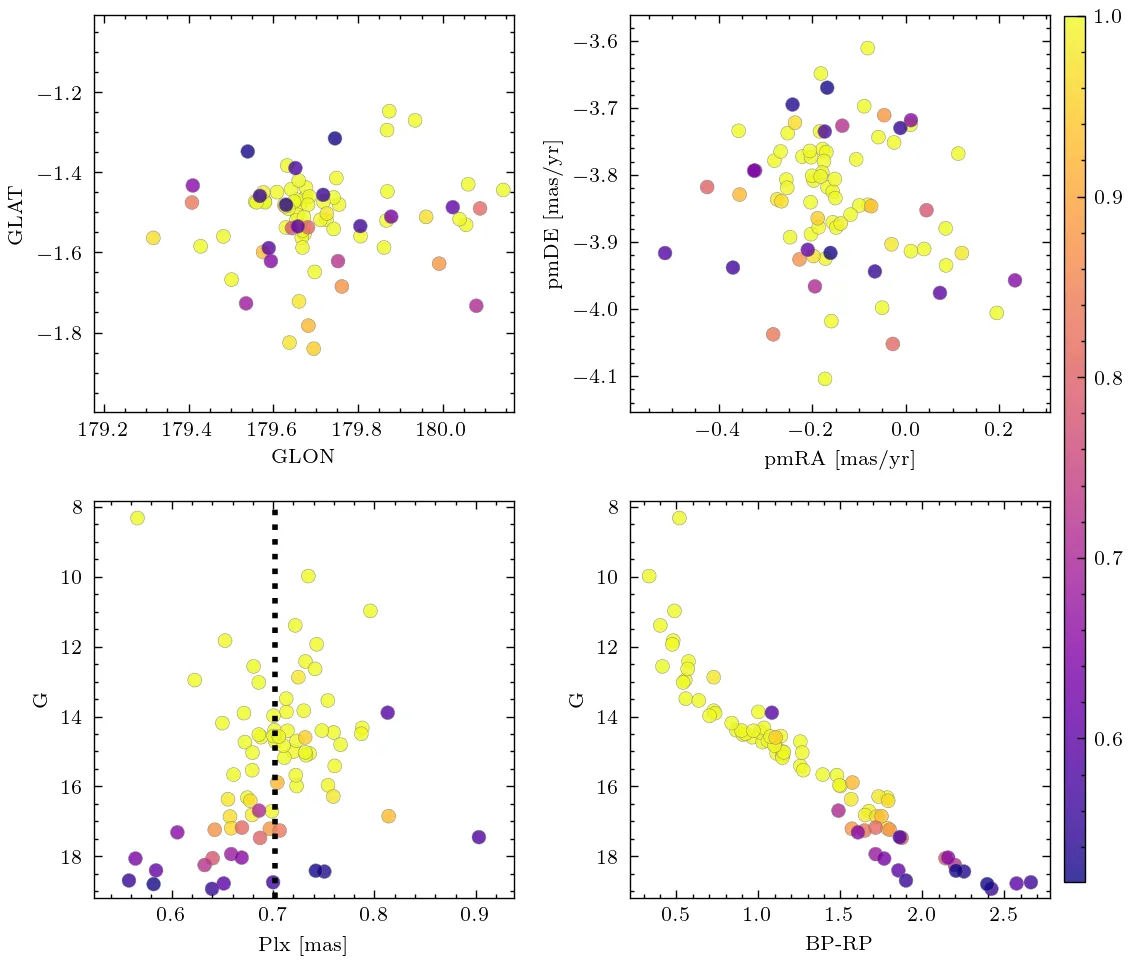 −1.2
−1.4
−1.6
−1.8
GLAT
179.2 179.4 179.6 179.8 180.0
GLON
−3.6
−3.7
−3.8
−3.9
−4.0
−4.1
pmDE [mas/yr]
−0.4 −0.2 0.0 0.2
pmRA [mas/yr]
8
10
12
14
16
18
G
0.6 0.7 0.8 0.9
Plx [mas]
8
10
12
14
16
18
G
0.5 1.0 1.5 2.0 2.5
BP-RP
1.0
0.9
0.8
0.7
0.6